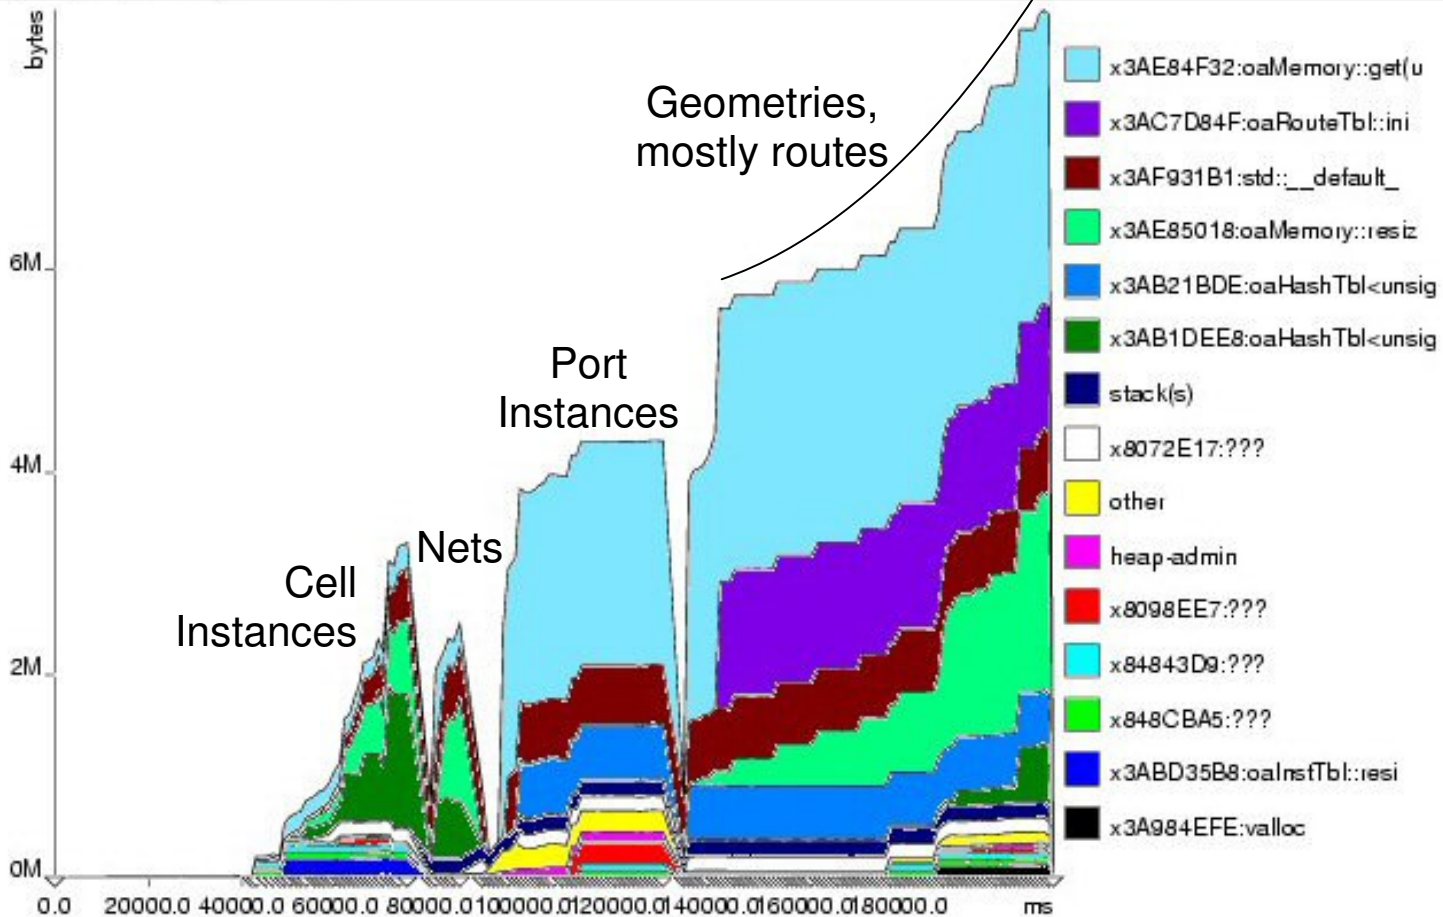 bytes
6M
4M
2M
0M
Geometries,
mostly routes
Port
Instances
Nets
Cell
Instances
x3AE84F32:oaMemory::get(u
x3AC7D84F:oaRouteTbl::ini
x3AF931B1:std::__default_
x3AE85018:oaMemory::resiz
x3AB21BDE:oaHashTbl<unsig
x3AB1DEE8:oaHashTbl<unsig
stack(s)
x8072E17:???
other
heap-admin
x8098EE7:???
x84843D9:???
x848CBA5:???
x3ABD35B8:oaInstTbl::resi
x3A984EFE:valloc
0.0 20000.0 40000.0 60000.0 80000.0 100000.0 120000.0 140000.0 160000.0 180000.0 ms